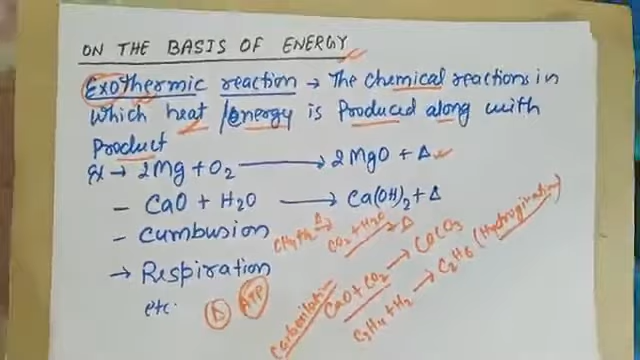 ON THE BASIS OF ENERGY
Exothermic reaction → The chemical reactions in
which heat / energy is Produced along with
Product
Ex → 2Mg + O₂ ⟶ 2MgO + Δ
- CaO + H₂O ⟶ Ca(OH)₂ + Δ
- Cumbusion
CO₂ + H₂O
Δ
→ Respiration
etc.
Δ ATP
CaO + CO₂ → CaCO₃
C₂H₄ + H₂ → C₂H₆ (Hydrogination)